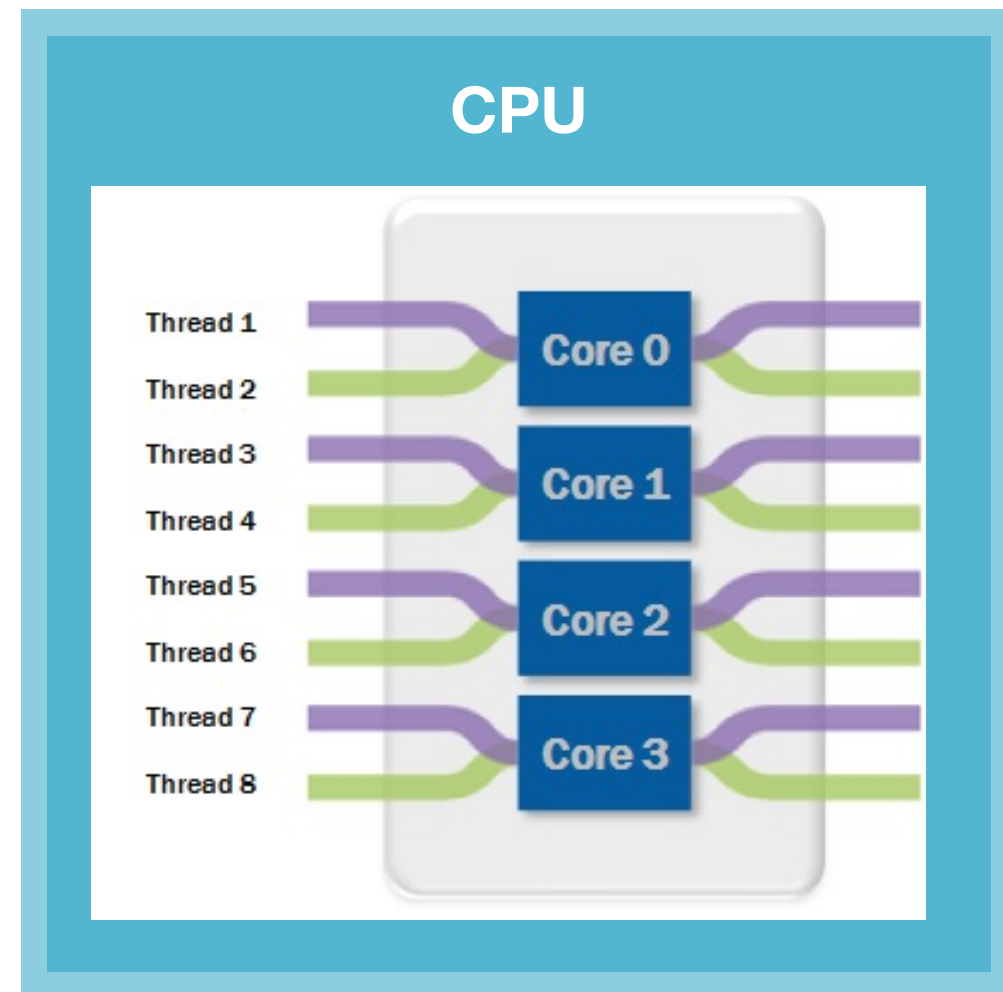 CPU
Thread 1
Thread 2
Core 0
Thread 3
Thread 4
Core 1
Thread 5
Thread 6
Core 2
Thread 7
Thread 8
Core 3